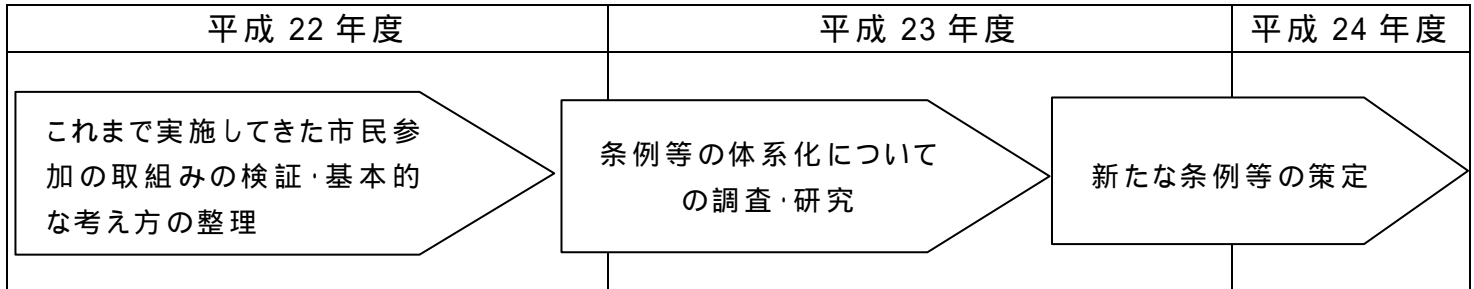 平成 22 年度
平成 23 年度
平成 24 年度
これまで実施してきた市民参
加の取組みの検証・基本的
な考え方の整理
条例等の体系化について
の調査・研究
新たな条例等の策定